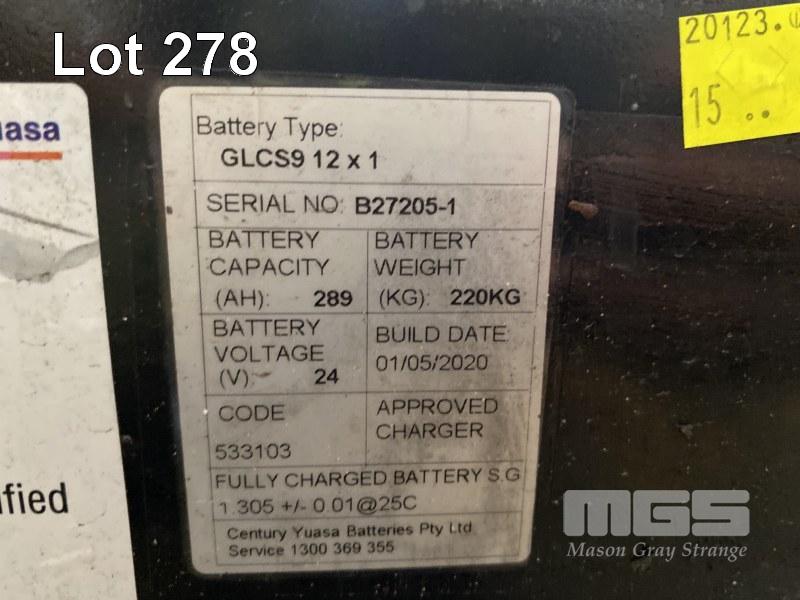 Lot 278
20123.
15 ..
uasa
Battery Type:
GLCS9 12 x 1
SERIAL NO: B27205-1
BATTERY
CAPACITY
(AH): 289
BATTERY
WEIGHT
(KG): 220KG
BATTERY
VOLTAGE
(V): 24
BUILD DATE
01/05/2020
CODE
533103
APPROVED
CHARGER
FULLY CHARGED BATTERY S.G
1.305 +/- 0.01@25C
Century Yuasa Batteries Pty Ltd
Service 1300 369 355
ified
MGS
Mason Gray Strange